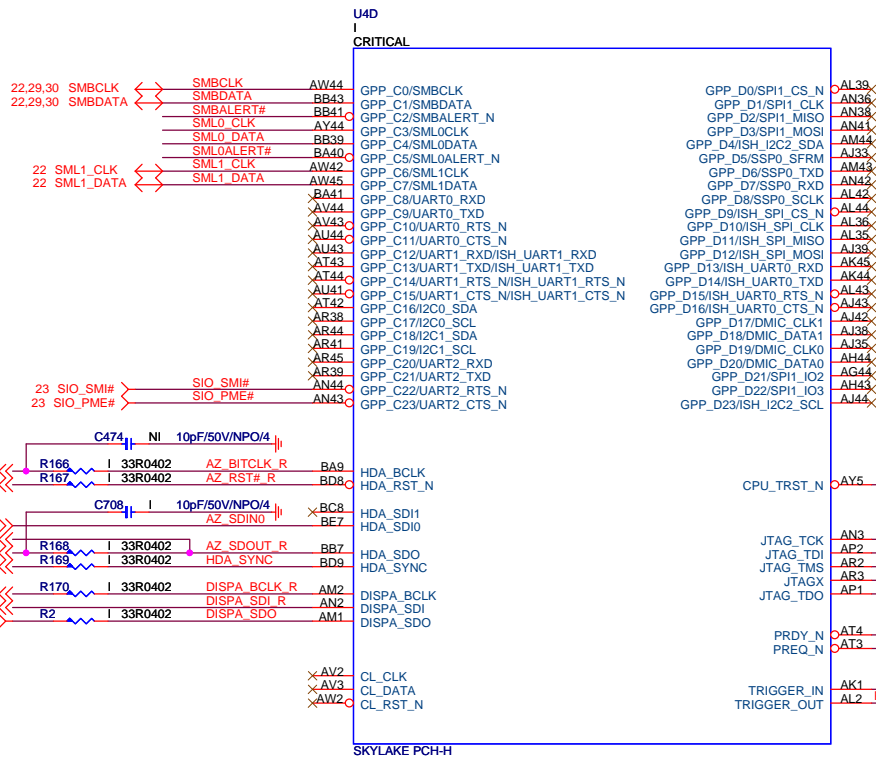 U4D
I
CRITICAL
22,29,30 SMBCLK SMBCLK AW44 GPP_C0/SMBCLK GPP_D0/SPI1_CS_N AL39
22,29,30 SMBDATA SMBDATA BB43 GPP_C1/SMBDATA GPP_D1/SPI1_CLK AN36
SMBALERT# BB41 GPP_C2/SMBALERT_N GPP_D2/SPI1_MISO AN38
SML0_CLK AY44 GPP_C3/SML0CLK GPP_D3/SPI1_MOSI AN41
SML0_DATA BB39 GPP_C4/SML0DATA GPP_D4/ISH_I2C2_SDA AM44
SML0ALERT# BA40 GPP_C5/SML0ALERT_N GPP_D5/SSP0_SFRM AJ33
22 SML1_CLK SML1_CLK AW42 GPP_C6/SML1CLK GPP_D6/SSP0_TXD AM43
22 SML1_DATA SML1_DATA AW45 GPP_C7/SML1DATA GPP_D7/SSP0_RXD AN42
BA41 GPP_C8/UART0_RXD GPP_D8/SSP0_SCLK AL42
AV44 GPP_C9/UART0_TXD GPP_D9/ISH_SPI_CS_N AL44
AV43 GPP_C10/UART0_RTS_N GPP_D10/ISH_SPI_CLK AL36
AU44 GPP_C11/UART0_CTS_N GPP_D11/ISH_SPI_MISO AL35
AU43 GPP_C12/UART1_RXD/ISH_UART1_RXD GPP_D12/ISH_SPI_MOSI AJ39
AT43 GPP_C13/UART1_TXD/ISH_UART1_TXD GPP_D13/ISH_UART0_RXD AK45
AT44 GPP_C14/UART1_RTS_N/ISH_UART1_RTS_N GPP_D14/ISH_UART0_TXD AK44
AU41 GPP_C15/UART1_CTS_N/ISH_UART1_CTS_N GPP_D15/ISH_UART0_RTS_N AL43
AT42 GPP_C16/I2C0_SDA GPP_D16/ISH_UART0_CTS_N AJ43
AR38 GPP_C17/I2C0_SCL GPP_D17/DMIC_CLK1 AJ42
AR44 GPP_C18/I2C1_SDA GPP_D18/DMIC_DATA1 AJ38
AR41 GPP_C19/I2C1_SCL GPP_D19/DMIC_CLK0 AJ35
AR45 GPP_C20/UART2_RXD GPP_D20/DMIC_DATA0 AH44
AR39 GPP_C21/UART2_TXD GPP_D21/SPI1_IO2 AG44
23 SIO_SMI# SIO_SMI# AN44 GPP_C22/UART2_RTS_N GPP_D22/SPI1_IO3 AH43
23 SIO_PME# SIO_PME# AN43 GPP_C23/UART2_CTS_N GPP_D23/ISH_I2C2_SCL AJ44
C474 NI 10pF/50V/NPO/4
R166 I 33R0402 AZ_BITCLK_R BA9 HDA_BCLK
R167 I 33R0402 AZ_RST#_R BD8 HDA_RST_N CPU_TRST_N AY5
C708 I 10pF/50V/NPO/4 BC8 HDA_SDI1
AZ_SDIN0 BE7 HDA_SDI0
JTAG_TCK AN3
R168 I 33R0402 AZ_SDOUT_R BB7 HDA_SDO JTAG_TDI AP2
R169 I 33R0402 HDA_SYNC BD9 HDA_SYNC JTAG_TMS AR2
JTAGX AR3
R170 I 33R0402 DISPA_BCLK_R AM2 DISPA_BCLK JTAG_TDO AP1
DISPA_SDI_R AN2 DISPA_SDI
R2 I 33R0402 DISPA_SDO AM1 DISPA_SDO
PRDY_N AT4
PREQ_N AT3
AV2 CL_CLK
AV3 CL_DATA TRIGGER_IN AK1
AW2 CL_RST_N TRIGGER_OUT AL2
SKYLAKE PCH-H